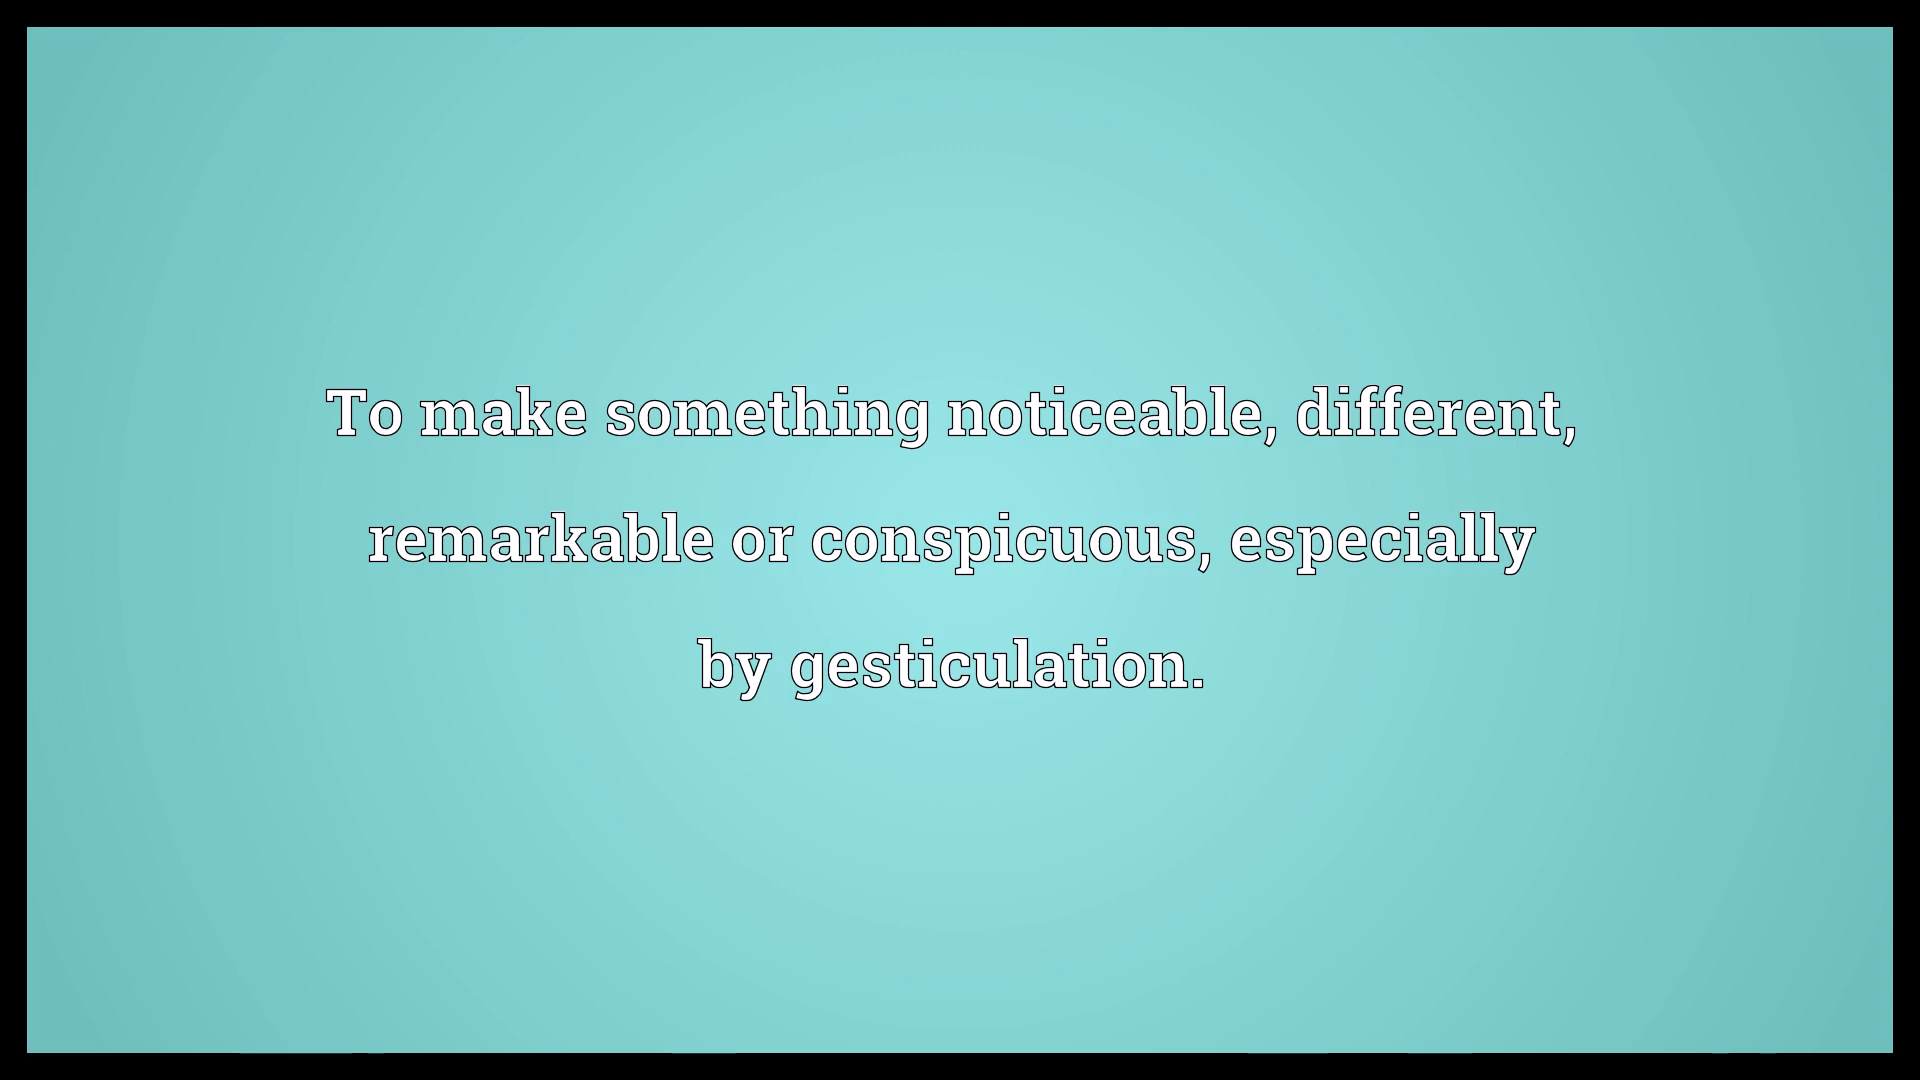 To make something noticeable, different,
remarkable or conspicuous, especially
by gesticulation.